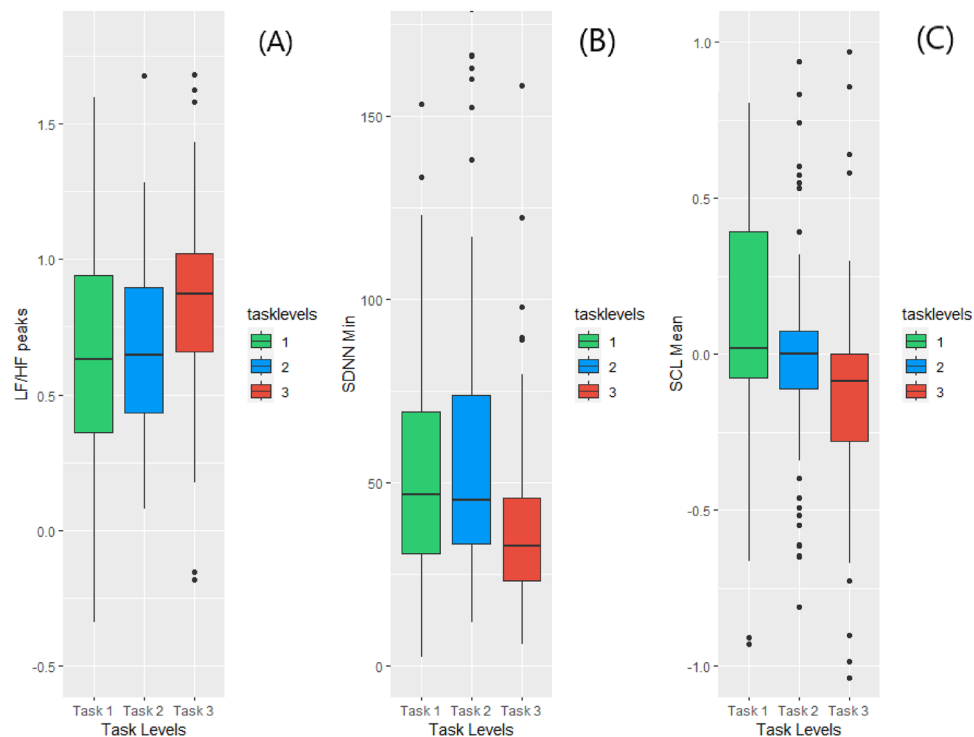 (A)
LF/HF peaks
1.5
1.0
0.5
0.0
-0.5
Task 1 Task 2 Task 3
Task Levels
tasklevels
1
2
3
(B)
SDNN Min
150
100
50
0
Task 1 Task 2 Task 3
Task Levels
tasklevels
1
2
3
(C)
SCL Mean
1.0
0.5
0.0
-0.5
-1.0
Task 1 Task 2 Task 3
Task Levels
tasklevels
1
2
3